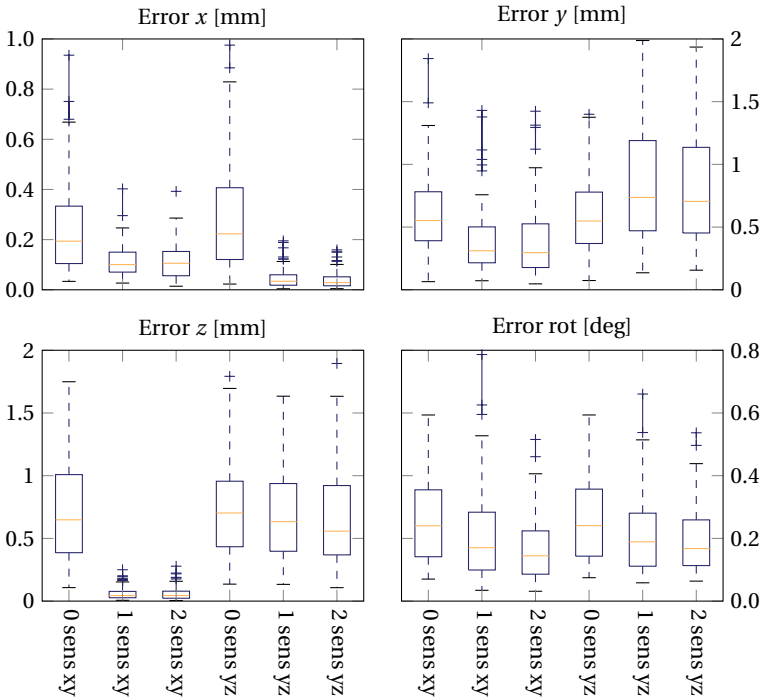 Error x [mm]
Error y [mm]
1.0
0.8
0.6
0.4
0.2
0.0
2
1.5
1
0.5
0
Error z [mm]
Error rot [deg]
2
1.5
1
0.5
0
0.8
0.6
0.4
0.2
0.0
0 sens xy
1 sens xy
2 sens xy
0 sens yz
1 sens yz
2 sens yz
0 sens xy
1 sens xy
2 sens xy
0 sens yz
1 sens yz
2 sens yz